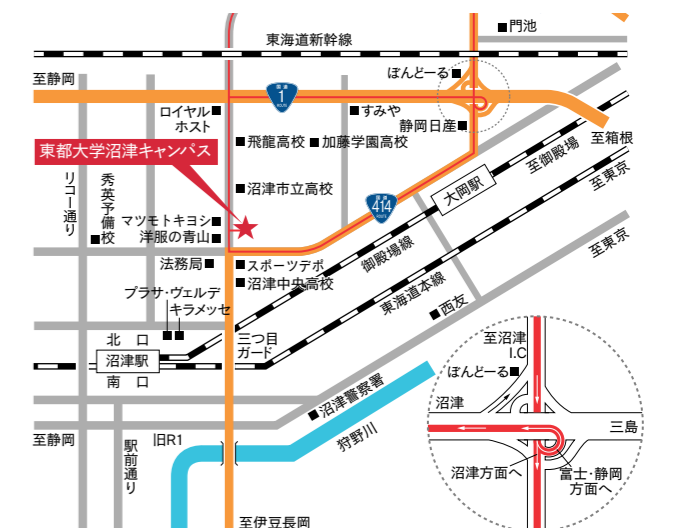 門池
東海道新幹線
ぼんどーる
至静岡
国道
1
ROUTE
ロイヤル
ホスト
すみや
静岡日産
至箱根
飛龍高校
加藤学園高校
東都大学沼津キャンパス
至御殿場
至東京
大岡駅
リコー通り
秀英予備校
沼津市立高校
国道
414
ROUTE
マツモトキヨシ
洋服の青山
御殿場線
至東京
法務局
スポーツデポ
沼津中央高校
東海道本線
プラサ・ヴェルデ
キラメッセ
西友
北口
三つ目
ガード
沼津駅
南口
至沼津
I.C
ぼんどーる
沼津
三島
沼津警察署
狩野川
至静岡
旧R1
駅前通り
沼津方面へ
富士・静岡
方面へ
至伊豆長岡